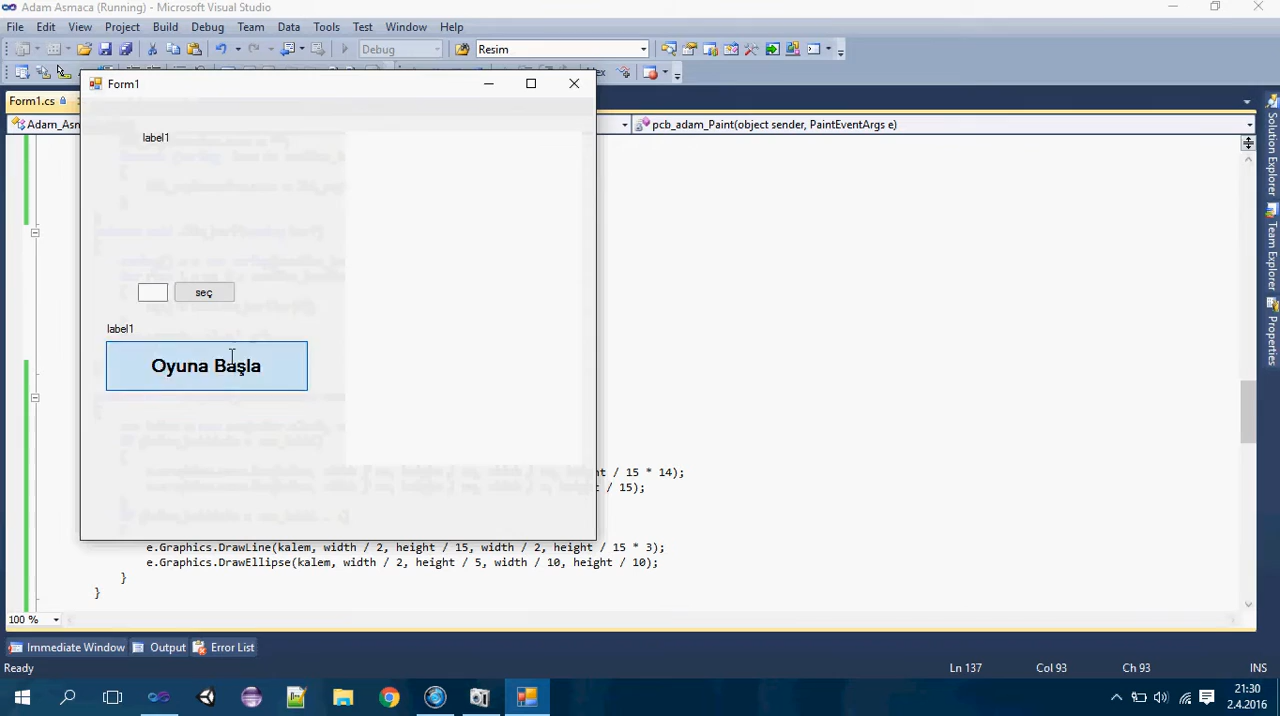 Adam Asmaca (Running) - Microsoft Visual Studio
File Edit View Project Build Debug Team Data Tools Test Window Help
Debug Resim
Form1
Form1.cs
pcb_adam_Paint(object sender, PaintEventArgs e)
label1
seç
label1
Oyuna Başla
/ 15 * 14);
/ 15);
e.Graphics.DrawLine(kalem, width / 2, height / 15, width / 2, height / 15 * 3);
e.Graphics.DrawEllipse(kalem, width / 2, height / 5, width / 10, height / 10);
}
}
100 %
Immediate Window Output Error List
Ready Ln 137 Col 93 Ch 93 INS
Solution Explorer
Team Explorer
Properties
21:30
2.4.2016